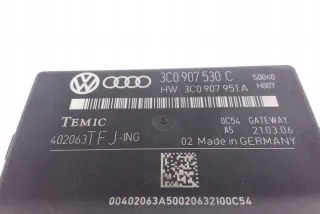 3C0 907 530 C S0040
HW: 3C0 907 951 A H007
TEMIC 0C54 GATEWAY
402063TFJ-ING A5 21.03.06
02 Made in GERMANY
00402063A50020632100C54